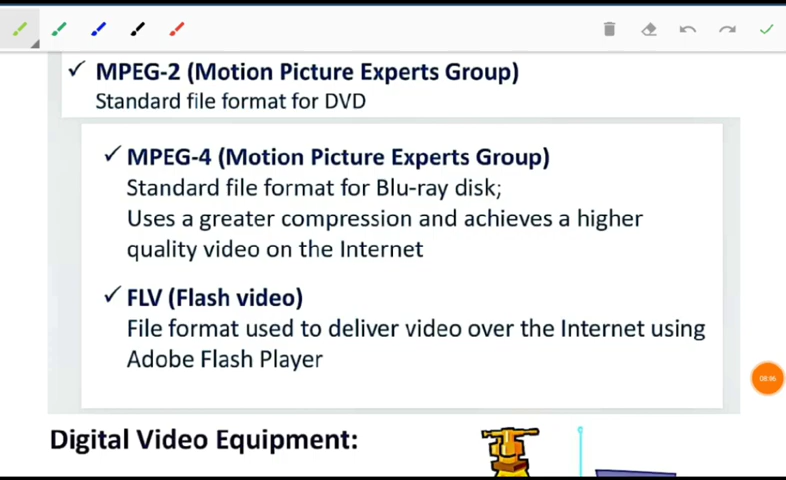 MPEG-2 (Motion Picture Experts Group)
Standard file format for DVD
MPEG-4 (Motion Picture Experts Group)
Standard file format for Blu-ray disk;
Uses a greater compression and achieves a higher
quality video on the Internet
FLV (Flash video)
File format used to deliver video over the Internet using
Adobe Flash Player
08:06
Digital Video Equipment: